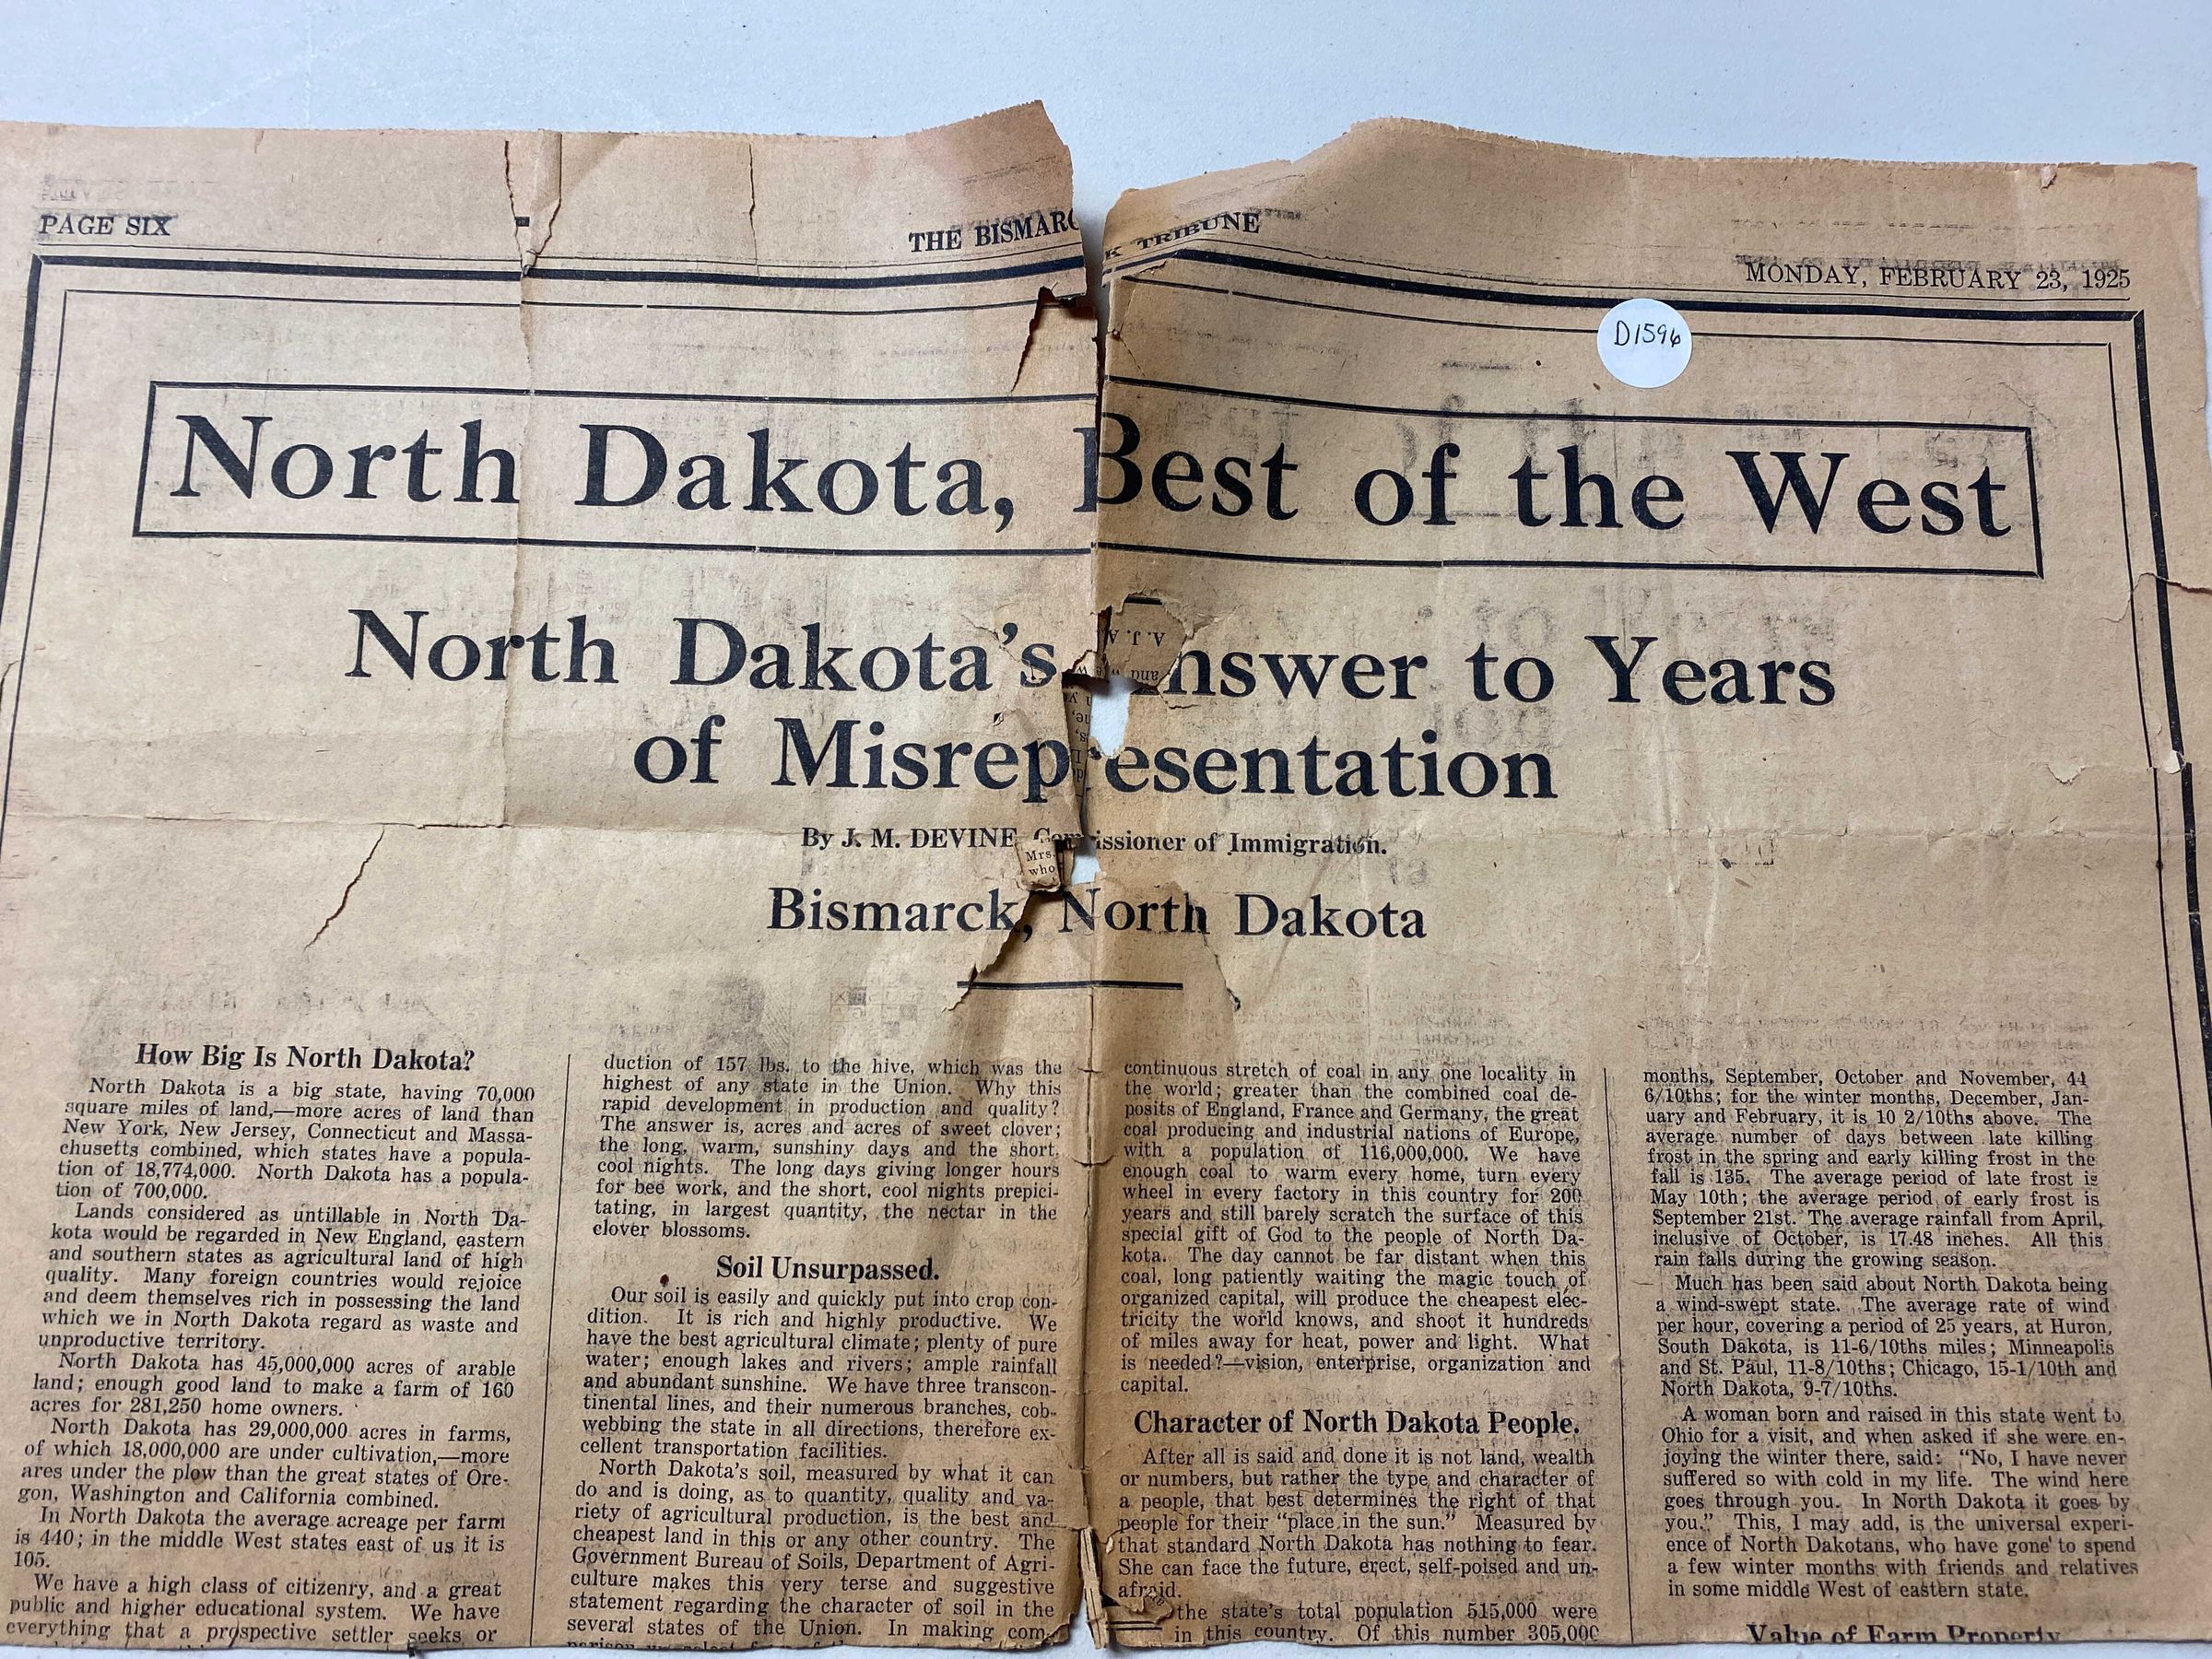 PAGE SIX
THE BISMARCK TRIBUNE
MONDAY, FEBRUARY 23, 1925
D1596
North Dakota, Best of the West
North Dakota's Answer to Years
of Misrepresentation
By J. M. DEVINE, Commissioner of Immigration.
Bismarck, North Dakota
How Big Is North Dakota?
North Dakota is a big state, having 70,000
square miles of land,—more acres of land than
New York, New Jersey, Connecticut and Massa-
chusetts combined, which states have a popula-
tion of 18,774,000. North Dakota has a popula-
tion of 700,000.
Lands considered as untillable in North Da-
kota would be regarded in New England, eastern
and southern states as agricultural land of high
quality. Many foreign countries would rejoice
and deem themselves rich in possessing the land
which we in North Dakota regard as waste and
unproductive territory.
North Dakota has 45,000,000 acres of arable
land; enough good land to make a farm of 160
acres for 281,250 home owners.
North Dakota has 29,000,000 acres in farms,
of which 18,000,000 are under cultivation,—more
ares under the plow than the great states of Ore-
gon, Washington and California combined.
In North Dakota the average acreage per farm
is 440; in the middle West states east of us it is
105.
We have a high class of citizenry, and a great
public and higher educational system. We have
everything that a prospective settler seeks or
duction of 157 lbs. to the hive, which was the
highest of any state in the Union. Why this
rapid development in production and quality?
The answer is, acres and acres of sweet clover;
the long, warm, sunshiny days and the short,
cool nights. The long days giving longer hours
for bee work, and the short, cool nights prepici-
tating, in largest quantity, the nectar in the
clover blossoms.
Soil Unsurpassed.
Our soil is easily and quickly put into crop con-
dition. It is rich and highly productive. We
have the best agricultural climate; plenty of pure
water; enough lakes and rivers; ample rainfall
and abundant sunshine. We have three transcon-
tinental lines, and their numerous branches, cob-
webbing the state in all directions, therefore ex-
cellent transportation facilities.
North Dakota's soil, measured by what it can
do and is doing, as to quantity, quality and va-
riety of agricultural production, is the best and
cheapest land in this or any other country. The
Government Bureau of Soils, Department of Agri-
culture makes this very terse and suggestive
statement regarding the character of soil in the
several states of the Union. In making com-
continuous stretch of coal in any one locality in
the world; greater than the combined coal de-
posits of England, France and Germany, the great
coal producing and industrial nations of Europe,
with a population of 116,000,000. We have
enough coal to warm every home, turn every
wheel in every factory in this country for 200
years and still barely scratch the surface of this
special gift of God to the people of North Da-
kota. The day cannot be far distant when this
coal, long patiently waiting the magic touch of
organized capital, will produce the cheapest elec-
tricity the world knows, and shoot it hundreds
of miles away for heat, power and light. What
is needed?—vision, enterprise, organization and
capital.
Character of North Dakota People.
After all is said and done it is not land, wealth
or numbers, but rather the type and character of
a people, that best determines the right of that
people for their "place in the sun." Measured by
that standard North Dakota has nothing to fear.
She can face the future, erect, self-poised and un-
afraid.
the state's total population 515,000 were
in this country. Of this number 305,000
months, September, October and November, 44
6/10ths; for the winter months, December, Jan-
uary and February, it is 10 2/10ths above. The
average number of days between late killing
frost in the spring and early killing frost in the
fall is 135. The average period of late frost is
May 10th; the average period of early frost is
September 21st. The average rainfall from April,
inclusive of October, is 17.48 inches. All this
rain falls during the growing season.
Much has been said about North Dakota being
a wind-swept state. The average rate of wind
per hour, covering a period of 25 years, at Huron,
South Dakota, is 11-6/10ths miles; Minneapolis
and St. Paul, 11-8/10ths; Chicago, 15-1/10th and
North Dakota, 9-7/10ths.
A woman born and raised in this state went to
Ohio for a visit, and when asked if she were en-
joying the winter there, said: "No, I have never
suffered so with cold in my life. The wind here
goes through you. In North Dakota it goes by
you." This, I may add, is the universal experi-
ence of North Dakotans, who have gone to spend
a few winter months with friends and relatives
in some middle West of eastern state.
Value of Farm Property